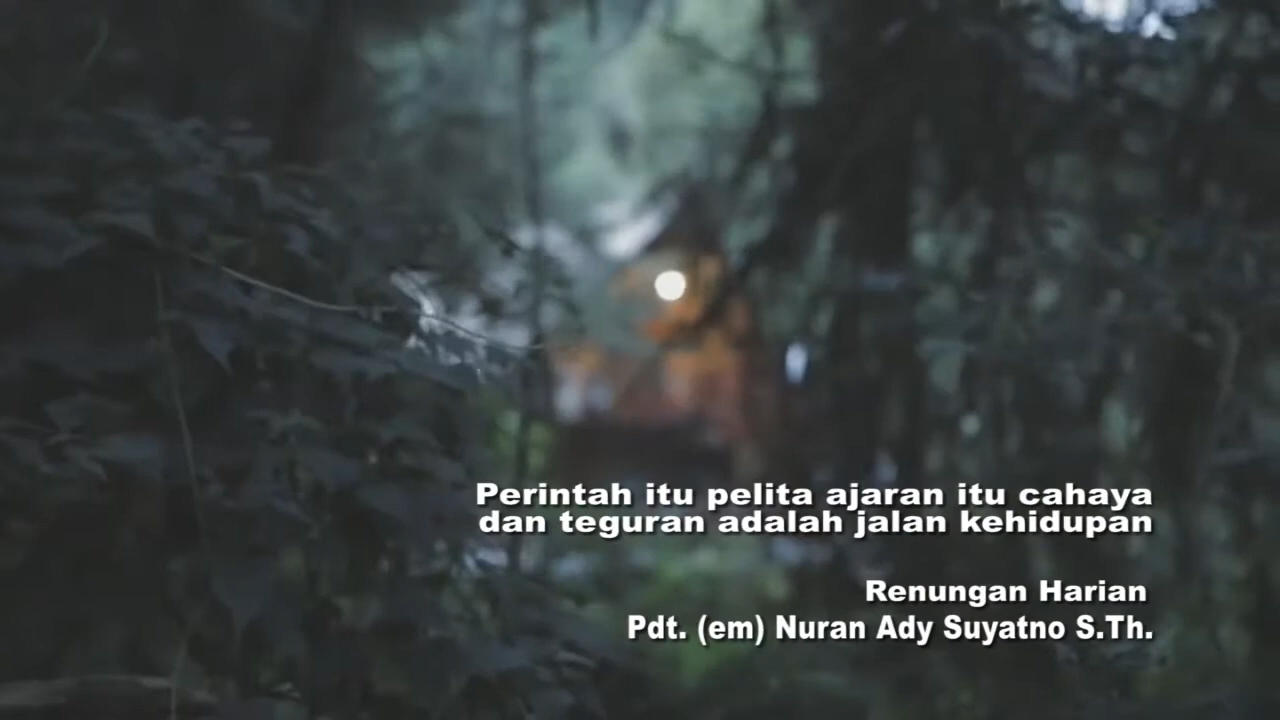 Perintah itu pelita ajaran itu cahaya
dan teguran adalah jalan kehidupan
Renungan Harian
Pdt. (em) Nuran Ady Suyatno S.Th.